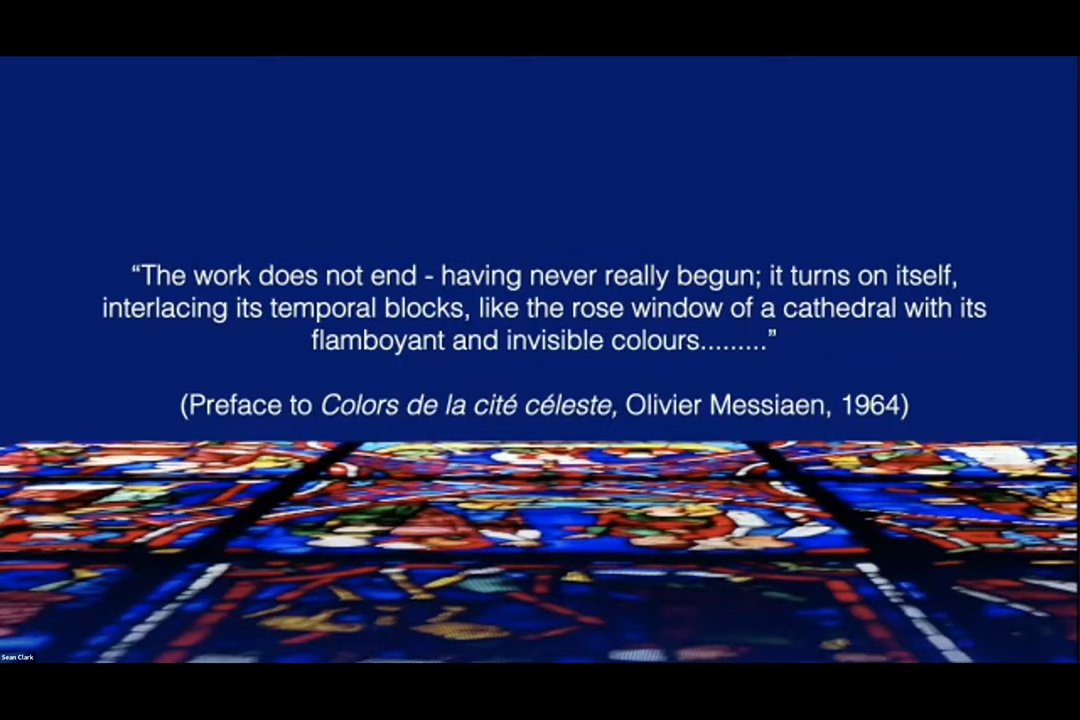 “The work does not end - having never really begun; it turns on itself,
interlacing its temporal blocks, like the rose window of a cathedral with its
flamboyant and invisible colours.........”
(Preface to Colors de la cité céleste, Olivier Messiaen, 1964)
Sean Clark